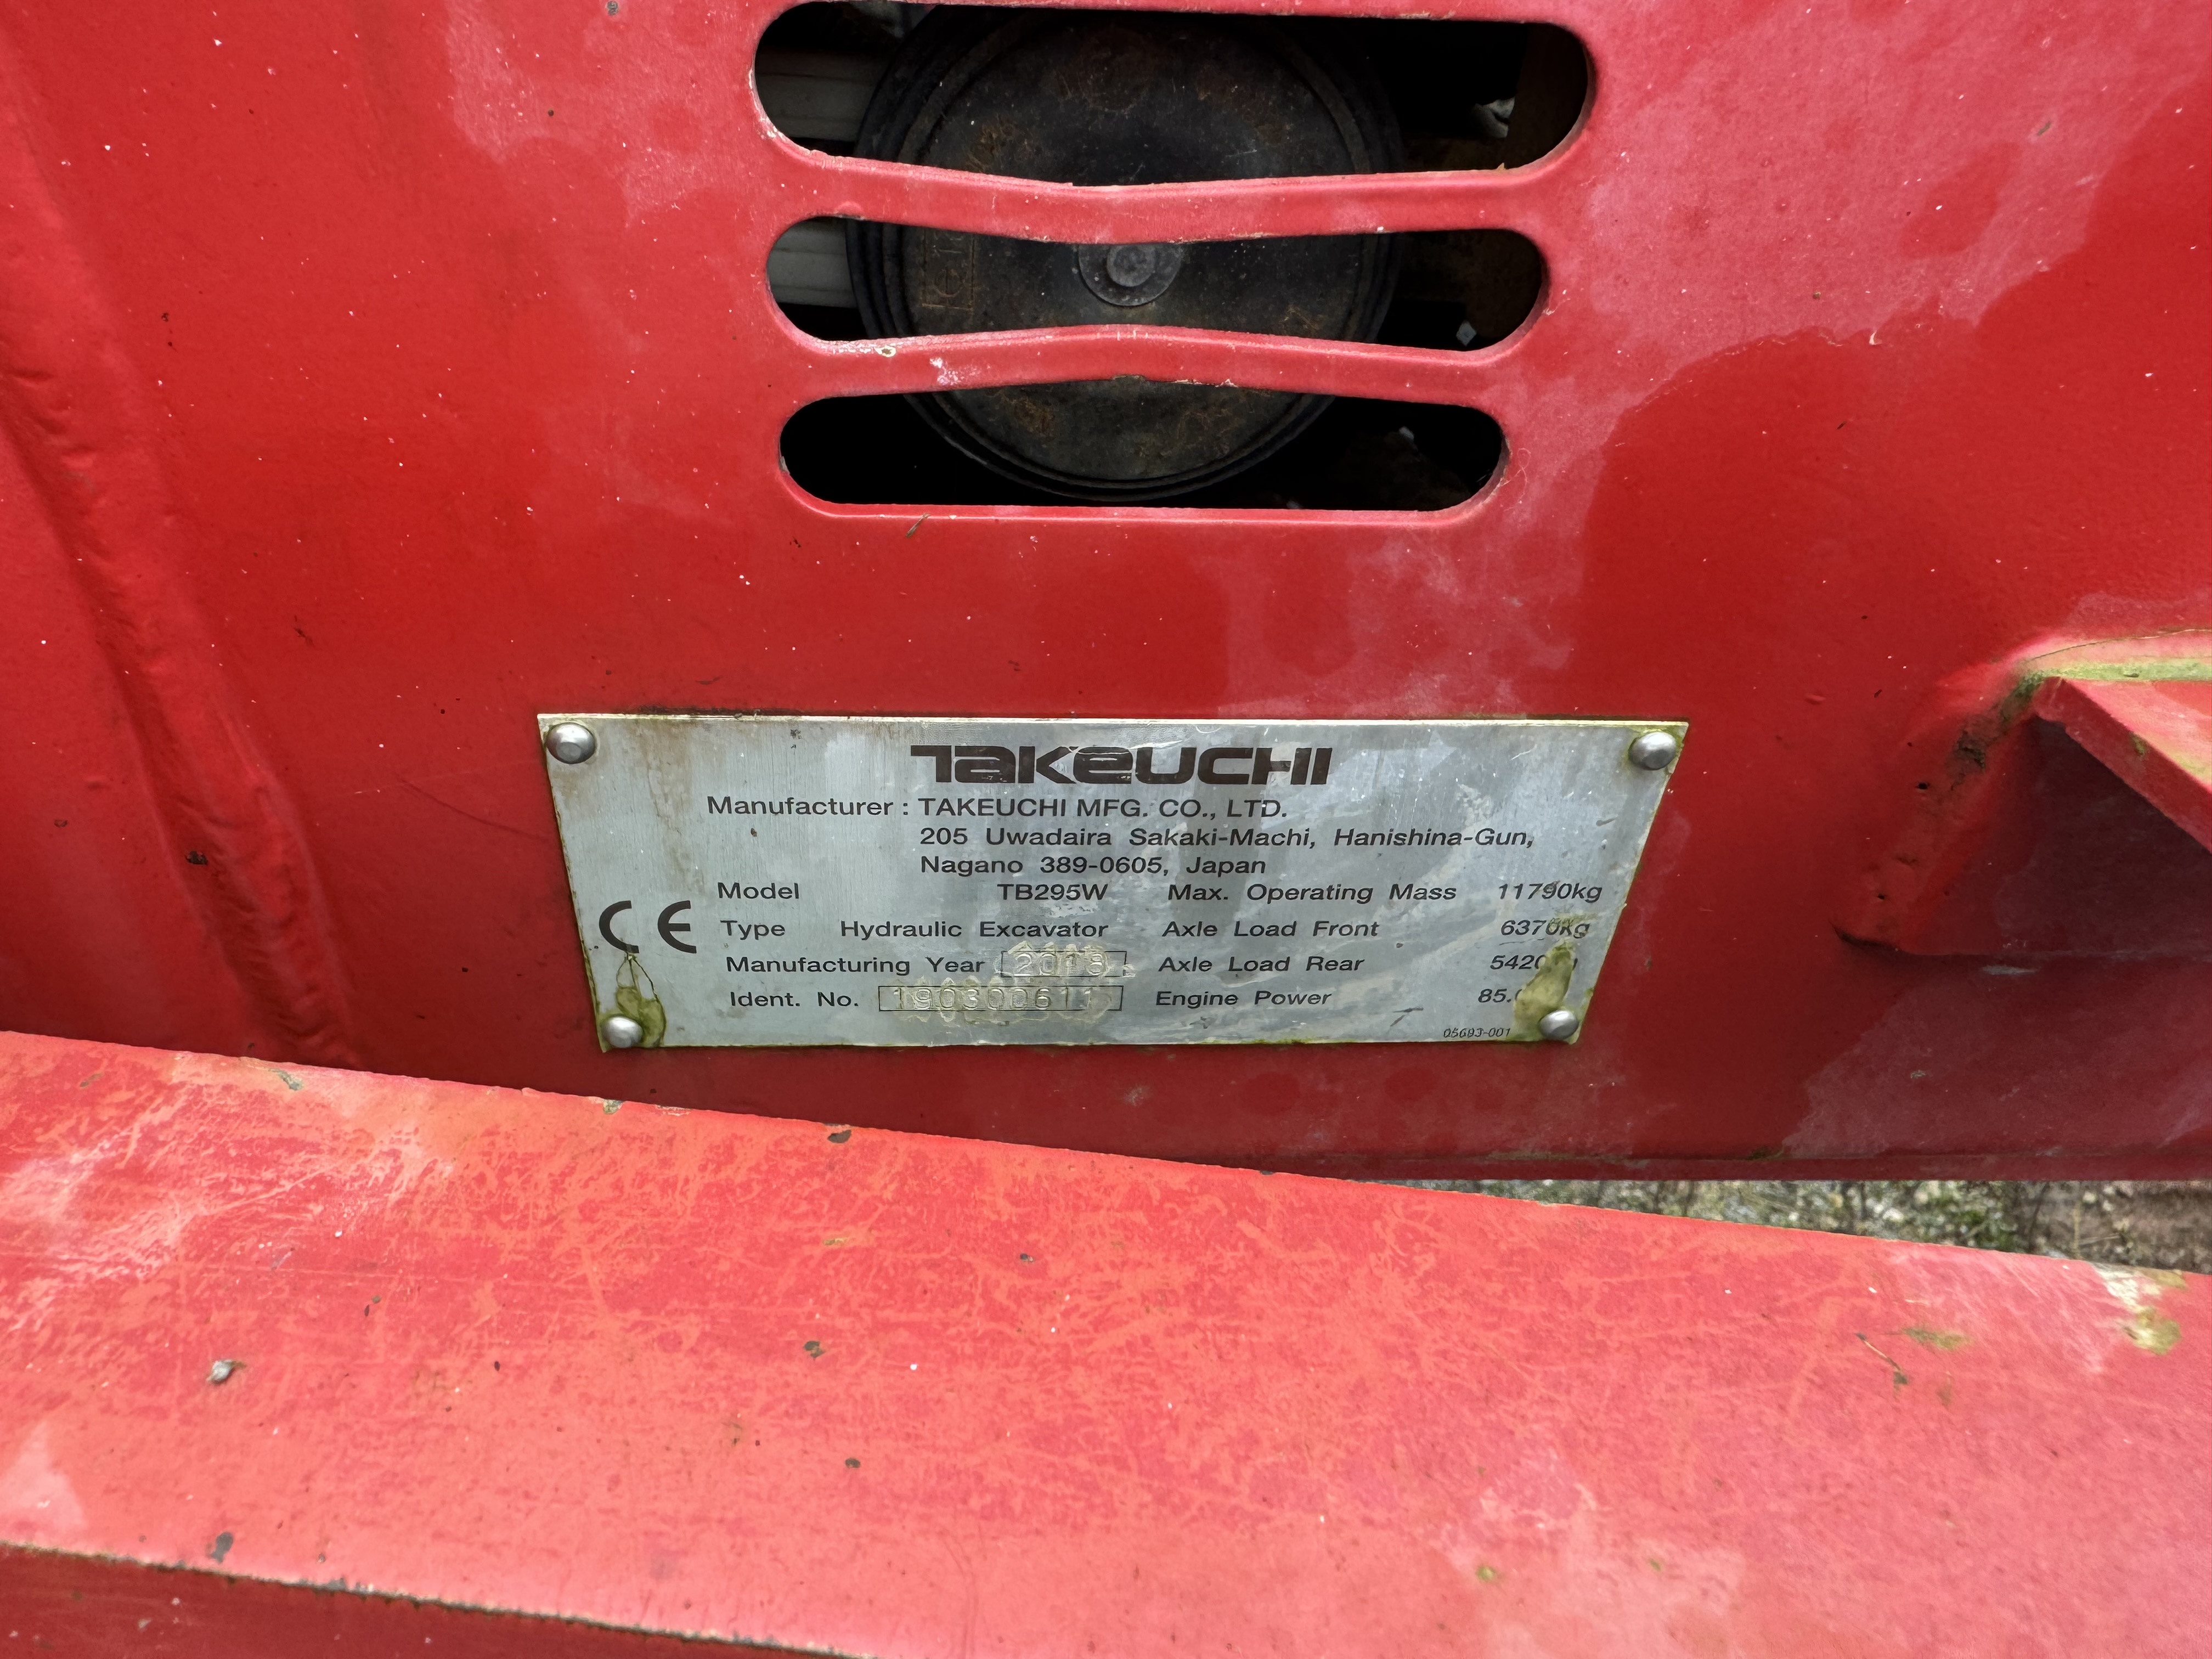 TAKEUCHI
Manufacturer : TAKEUCHI MFG. CO., LTD.
205 Uwadaira Sakaki-Machi, Hanishina-Gun,
Nagano 389-0605, Japan
Model TB295W Max. Operating Mass 11790kg
CE
Type Hydraulic Excavator Axle Load Front 6370kg
Manufacturing Year 2018 Axle Load Rear
Ident. No. 190300611 Engine Power
05693-001